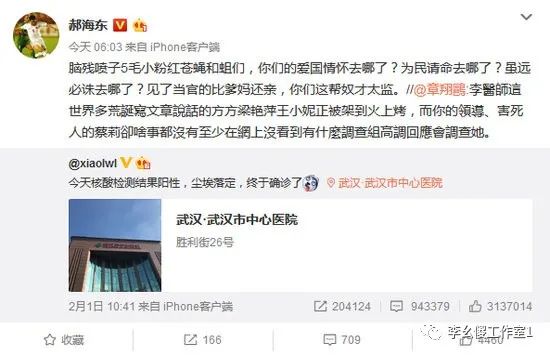 郝海东
今天 06:03 来自 iPhone客户端
脑残喷子5毛小粉红苍蝇和蛆们，你们的爱国情怀去哪了？为民请命去哪了？虽远
必诛去哪了？见了当官的比爹妈还亲，你们这帮奴才太监。//@章翔鹍:李醫師這
世界多荒誕寫文章說話的方方梁艳萍王小妮正被架到火上烤，而你的領導、害死
人的蔡莉卻啥事都沒有至少在網上沒看到有什麼調查組高調回應會調查她。
@xiaolwl
今天核酸检测结果阳性，尘埃落定，终于确诊了 武汉·武汉市中心医院
武汉·武汉市中心医院
胜利街26号
2月1日 10:41 来自 iPhone客户端 204124 943379 3137014
收藏 166 709 4460
李幺傻工作室1